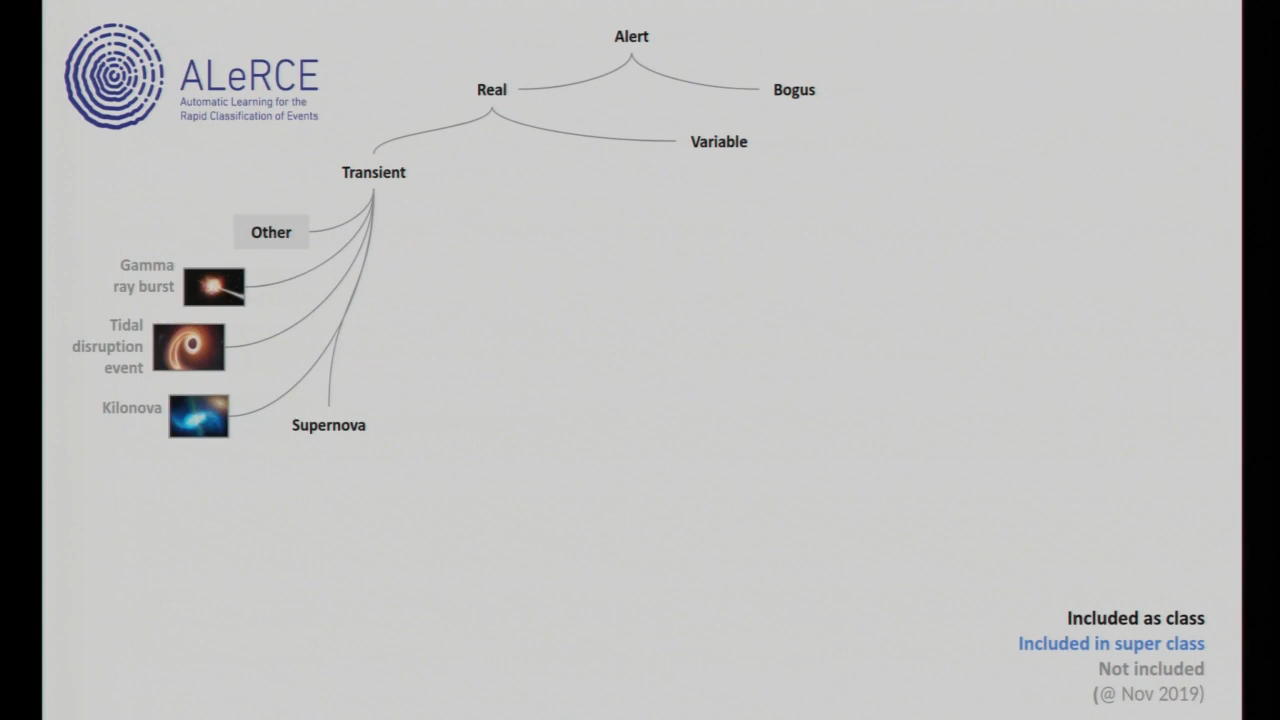 ALeRCE
Automatic Learning for the
Rapid Classification of Events
Alert
Real
Bogus
Variable
Transient
Other
Gamma
ray burst
Tidal
disruption
event
Kilonova
Supernova
Included as class
Included in super class
Not included
(@ Nov 2019)